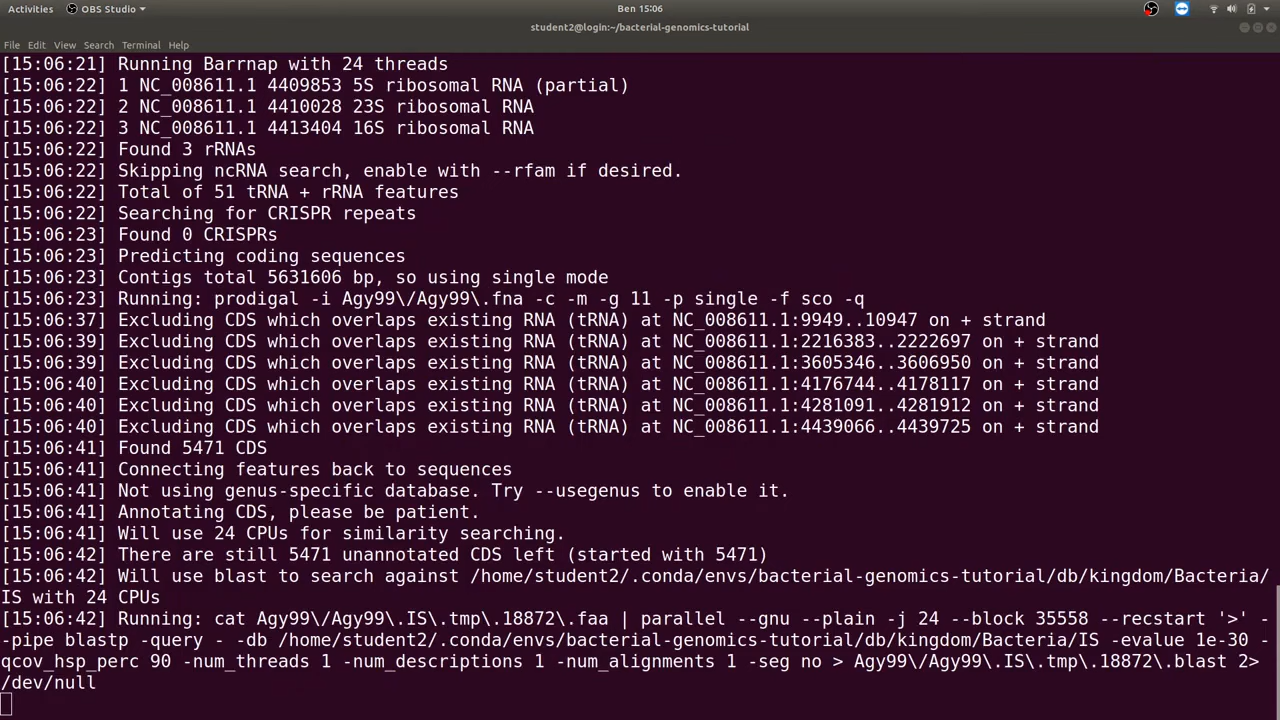 Activities OBS Studio Ben 15:06
student2@login:~/bacterial-genomics-tutorial
File Edit View Search Terminal Help
[15:06:21] Running Barrnap with 24 threads
[15:06:22] 1 NC_008611.1 4409853 5S ribosomal RNA (partial)
[15:06:22] 2 NC_008611.1 4410028 23S ribosomal RNA
[15:06:22] 3 NC_008611.1 4413404 16S ribosomal RNA
[15:06:22] Found 3 rRNAs
[15:06:22] Skipping ncRNA search, enable with --rfam if desired.
[15:06:22] Total of 51 tRNA + rRNA features
[15:06:22] Searching for CRISPR repeats
[15:06:23] Found 0 CRISPRs
[15:06:23] Predicting coding sequences
[15:06:23] Contigs total 5631606 bp, so using single mode
[15:06:23] Running: prodigal -i Agy99\/Agy99\.fna -c -m -g 11 -p single -f sco -q
[15:06:37] Excluding CDS which overlaps existing RNA (tRNA) at NC_008611.1:9949..10947 on + strand
[15:06:39] Excluding CDS which overlaps existing RNA (tRNA) at NC_008611.1:2216383..2222697 on + strand
[15:06:39] Excluding CDS which overlaps existing RNA (tRNA) at NC_008611.1:3605346..3606950 on + strand
[15:06:40] Excluding CDS which overlaps existing RNA (tRNA) at NC_008611.1:4176744..4178117 on + strand
[15:06:40] Excluding CDS which overlaps existing RNA (tRNA) at NC_008611.1:4281091..4281912 on + strand
[15:06:40] Excluding CDS which overlaps existing RNA (tRNA) at NC_008611.1:4439066..4439725 on + strand
[15:06:41] Found 5471 CDS
[15:06:41] Connecting features back to sequences
[15:06:41] Not using genus-specific database. Try --usegenus to enable it.
[15:06:41] Annotating CDS, please be patient.
[15:06:41] Will use 24 CPUs for similarity searching.
[15:06:42] There are still 5471 unannotated CDS left (started with 5471)
[15:06:42] Will use blast to search against /home/student2/.conda/envs/bacterial-genomics-tutorial/db/kingdom/Bacteria/
IS with 24 CPUs
[15:06:42] Running: cat Agy99\/Agy99\.IS\.tmp\.18872\.faa | parallel --gnu --plain -j 24 --block 35558 --recstart '>' -
-pipe blastp -query - -db /home/student2/.conda/envs/bacterial-genomics-tutorial/db/kingdom/Bacteria/IS -evalue 1e-30 -
qcov_hsp_perc 90 -num_threads 1 -num_descriptions 1 -num_alignments 1 -seg no > Agy99\/Agy99\.IS\.tmp\.18872\.blast 2>
/dev/null